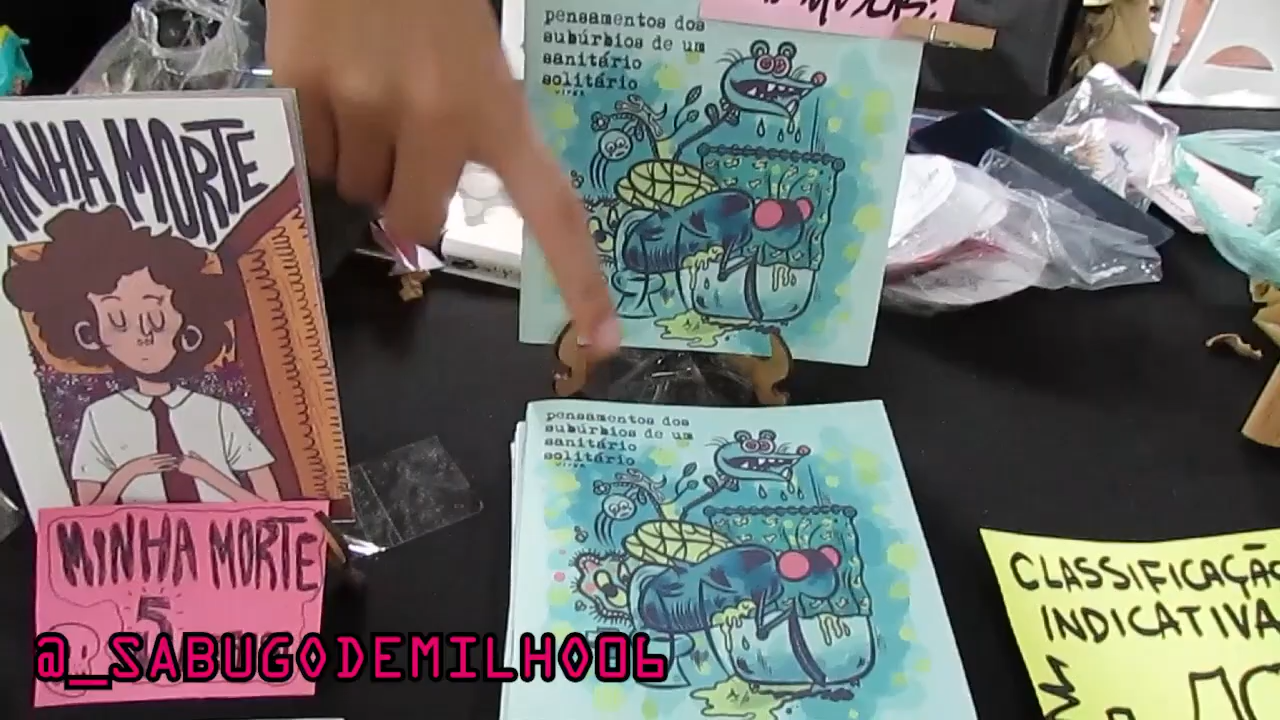 pensamentos dos
subúrbios de um
sanitário
solitário
MINHA MORTE
pensamentos dos
subúrbios de um
sanitário
solitário
MINHA MORTE
5
CLASSIFICAÇÃO
INDICATIVA
@_SABUGODEMILHO06